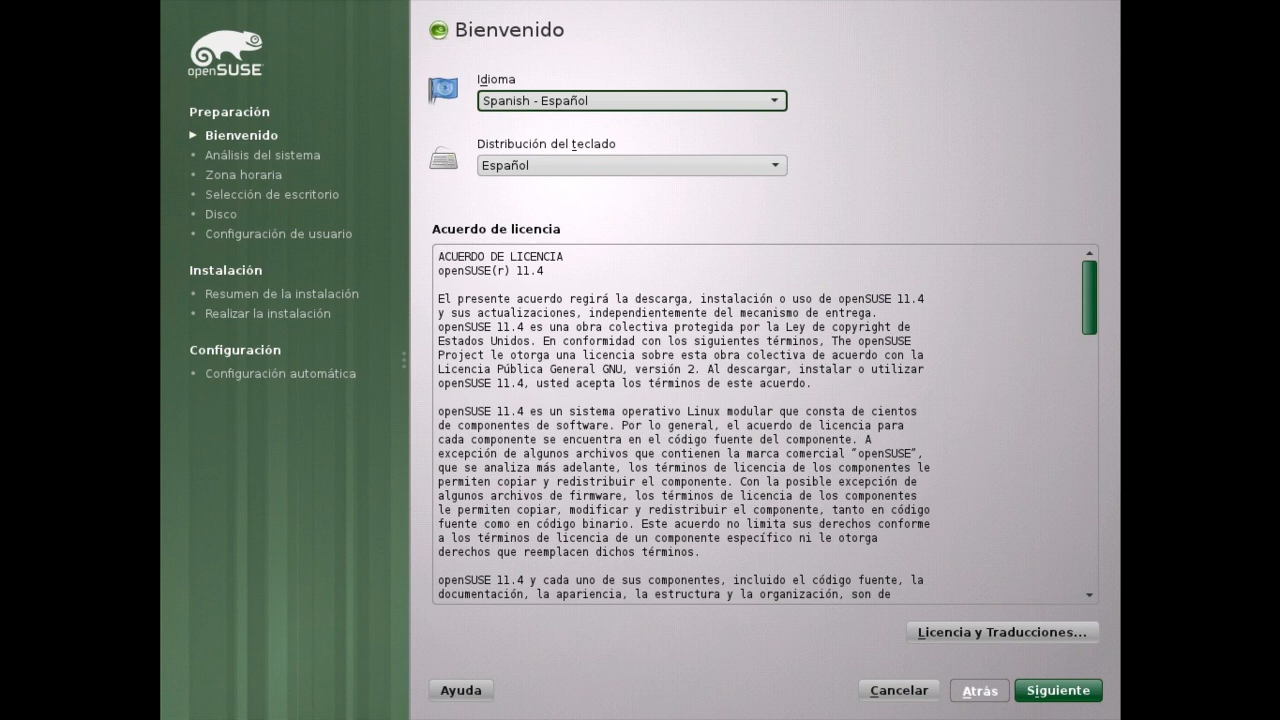 openSUSE
Preparación
Bienvenido
Análisis del sistema
Zona horaria
Selección de escritorio
Disco
Configuración de usuario
Instalación
Resumen de la instalación
Realizar la instalación
Configuración
Configuración automática
Bienvenido
Idioma
Spanish - Español
Distribución del teclado
Español
Acuerdo de licencia
ACUERDO DE LICENCIA
openSUSE(r) 11.4
El presente acuerdo regirá la descarga, instalación o uso de openSUSE 11.4
y sus actualizaciones, independientemente del mecanismo de entrega.
openSUSE 11.4 es una obra colectiva protegida por la Ley de copyright de
Estados Unidos. En conformidad con los siguientes términos, The openSUSE
Project le otorga una licencia sobre esta obra colectiva de acuerdo con la
Licencia Pública General GNU, versión 2. Al descargar, instalar o utilizar
openSUSE 11.4, usted acepta los términos de este acuerdo.
openSUSE 11.4 es un sistema operativo Linux modular que consta de cientos
de componentes de software. Por lo general, el acuerdo de licencia para
cada componente se encuentra en el código fuente del componente. A
excepción de algunos archivos que contienen la marca comercial “openSUSE”,
que se analiza más adelante, los términos de licencia de los componentes le
permiten copiar y redistribuir el componente. Con la posible excepción de
algunos archivos de firmware, los términos de licencia de los componentes
le permiten copiar, modificar y redistribuir el componente, tanto en código
fuente como en código binario. Este acuerdo no limita sus derechos conforme
a los términos de licencia de un componente específico ni le otorga
derechos que reemplacen dichos términos.
openSUSE 11.4 y cada uno de sus componentes, incluido el código fuente, la
documentación, la apariencia, la estructura y la organización, son de
Licencia y Traducciones...
Ayuda
Cancelar
Atrás
Siguiente